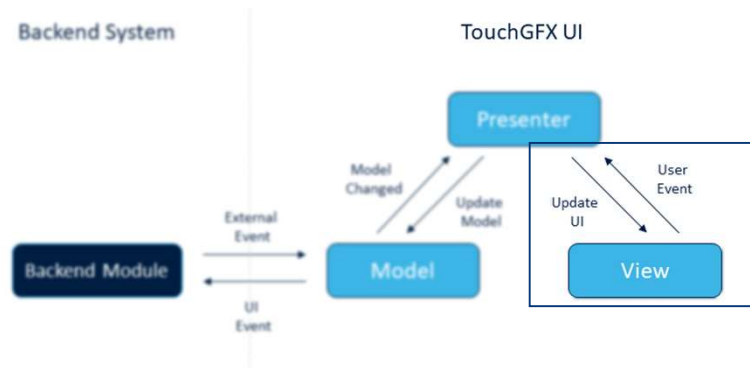 Backend System
TouchGFX UI
Presenter
Model
Changed
Update
Model
User
Event
Update
UI
External
Event
Backend Module
Model
View
UI
Event